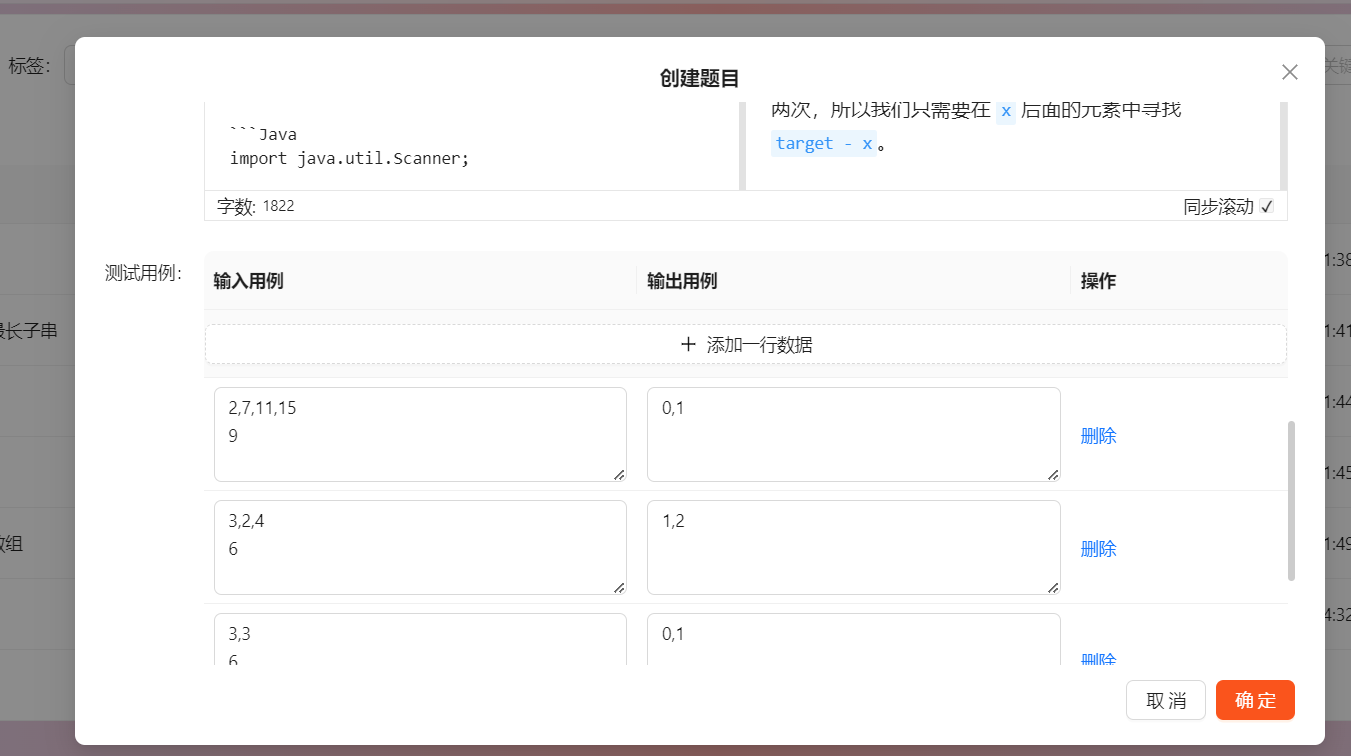 创建题目
标签：
两次，所以我们只需要在 x 后面的元素中寻找
target - x。
```Java
import java.util.Scanner;
字数: 1822
同步滚动
测试用例：
输入用例
输出用例
操作
添加一行数据
2,7,11,15
9
0,1
删除
3,2,4
6
1,2
删除
3,3
6
0,1
删除
长子串
组
1:38
1:41
1:44
1:45
1:49
4:32
取 消
确 定